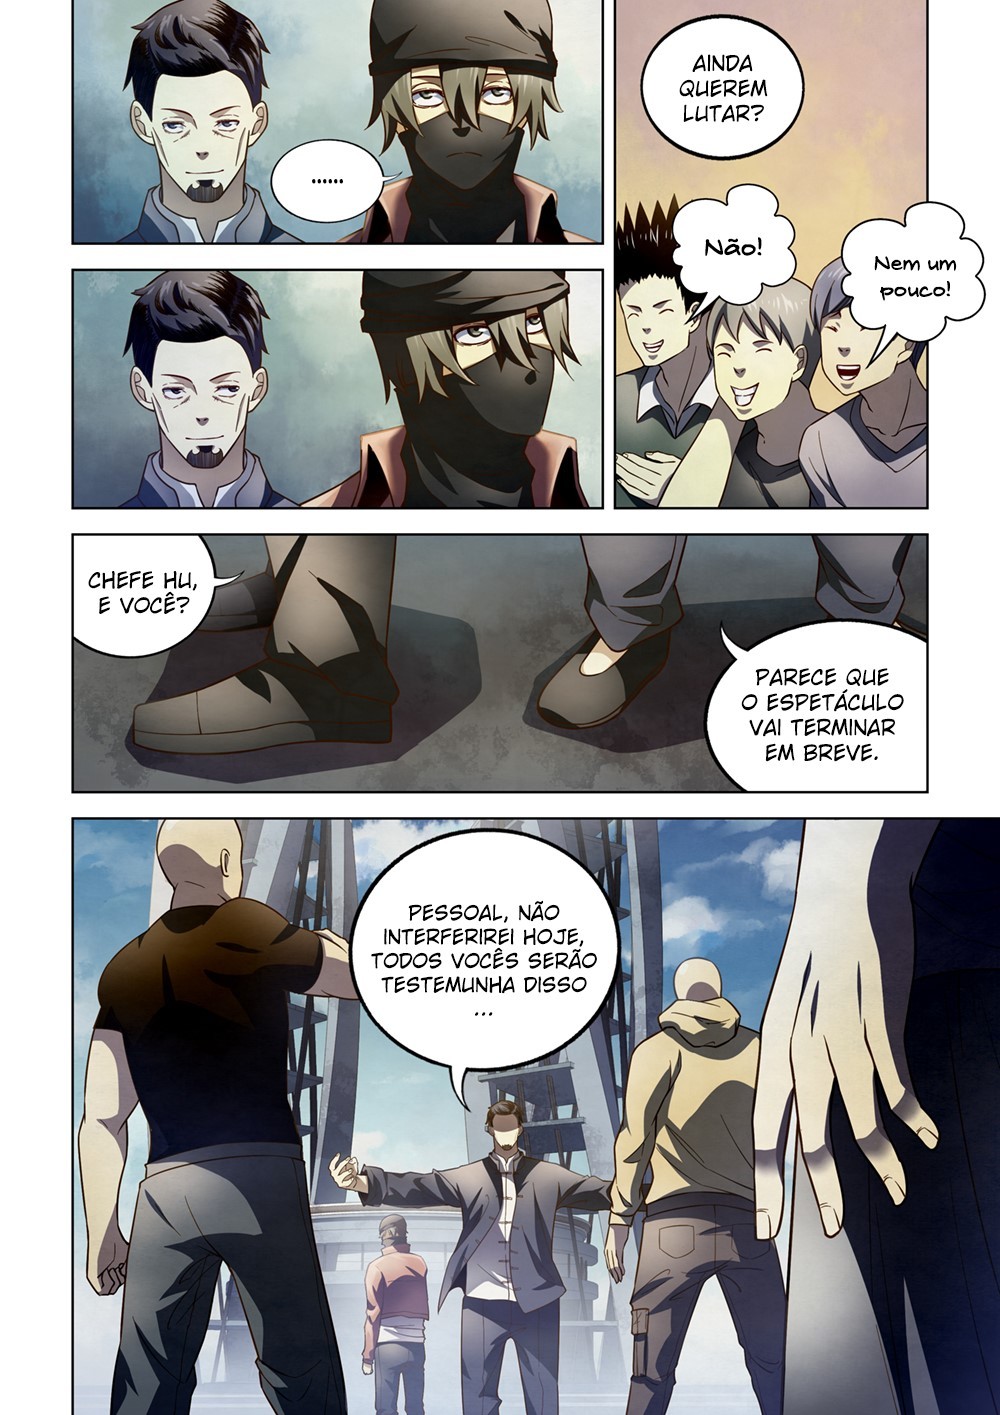 ......
AINDA
QUEREM
LUTAR?
Não!
Nem um
pouco!
CHEFE HU,
E VOCÊ?
PARECE QUE
O ESPETÁCULO
VAI TERMINAR
EM BREVE.
PESSOAL, NÃO
INTERFERIREI HOJE,
TODOS VOCÊS SERÃO
TESTEMUNHA DISSO
...